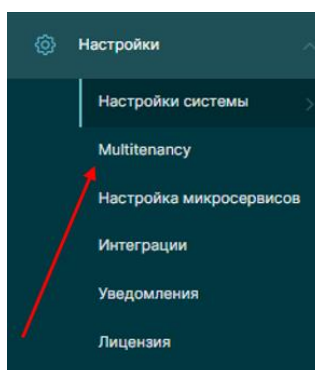 Настройки
Настройки системы
Multitenancy
Настройка микросервисов
Интеграции
Уведомления
Лицензия